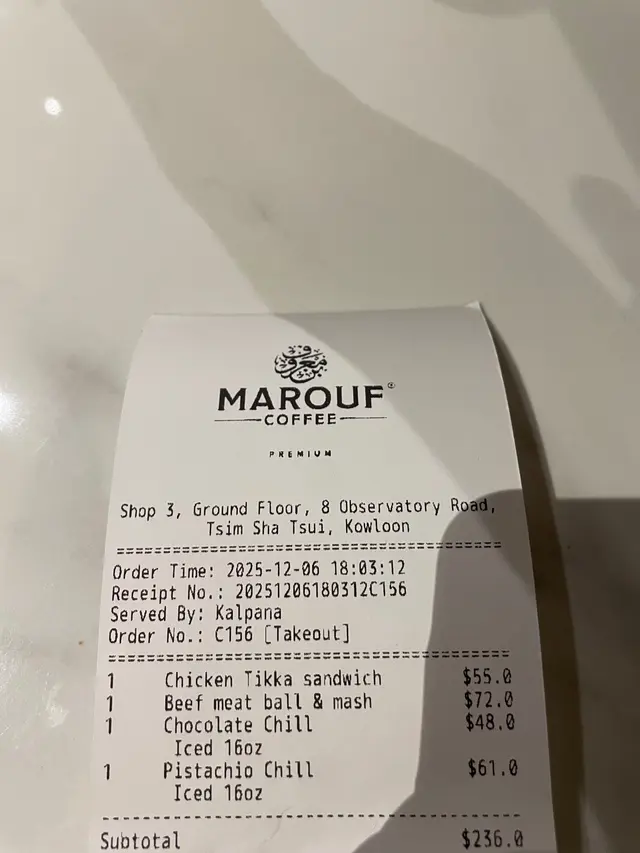 معروف
MAROUF®
COFFEE
PREMIUM
Shop 3, Ground Floor, 8 Observatory Road,
Tsim Sha Tsui, Kowloon
==========================================
Order Time: 2025-12-06 18:03:12
Receipt No.: 20251206180312C156
Served By: Kalpana
Order No.: C156 [Takeout]
==========================================
1 Chicken Tikka sandwich $55.0
1 Beef meat ball & mash $72.0
1 Chocolate Chill $48.0
Iced 16oz
1 Pistachio Chill $61.0
Iced 16oz
------------------------------------------
Subtotal $236.0